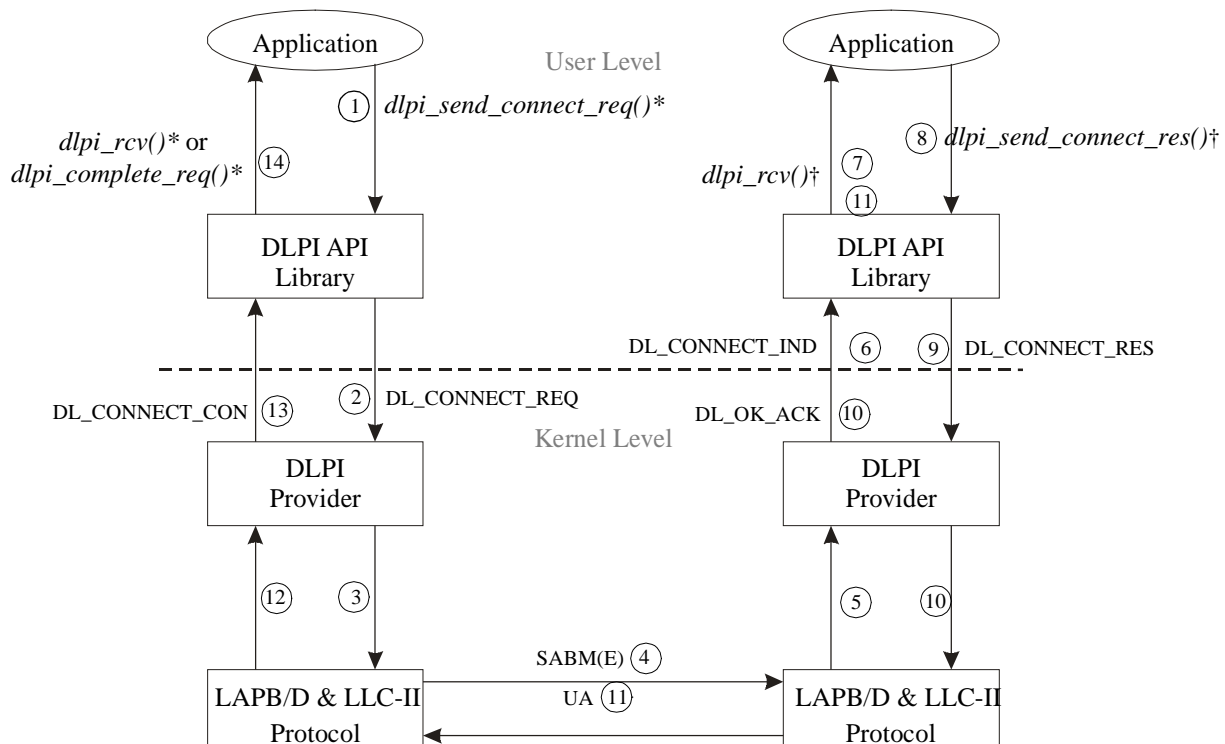 Application
Application
User Level
1
dlpi_send_connect_req()*
dlpi_rcv()* or
dlpi_complete_req()*
14
8
dlpi_send_connect_res()†
7
dlpi_rcv()†
11
DLPI API
Library
DLPI API
Library
DL_CONNECT_IND
6
9
DL_CONNECT_RES
DL_CONNECT_CON
13
2
DL_CONNECT_REQ
DL_OK_ACK
10
Kernel Level
DLPI
Provider
DLPI
Provider
12
3
5
10
SABM(E)
4
UA
11
LAPB/D & LLC-II
Protocol
LAPB/D & LLC-II
Protocol